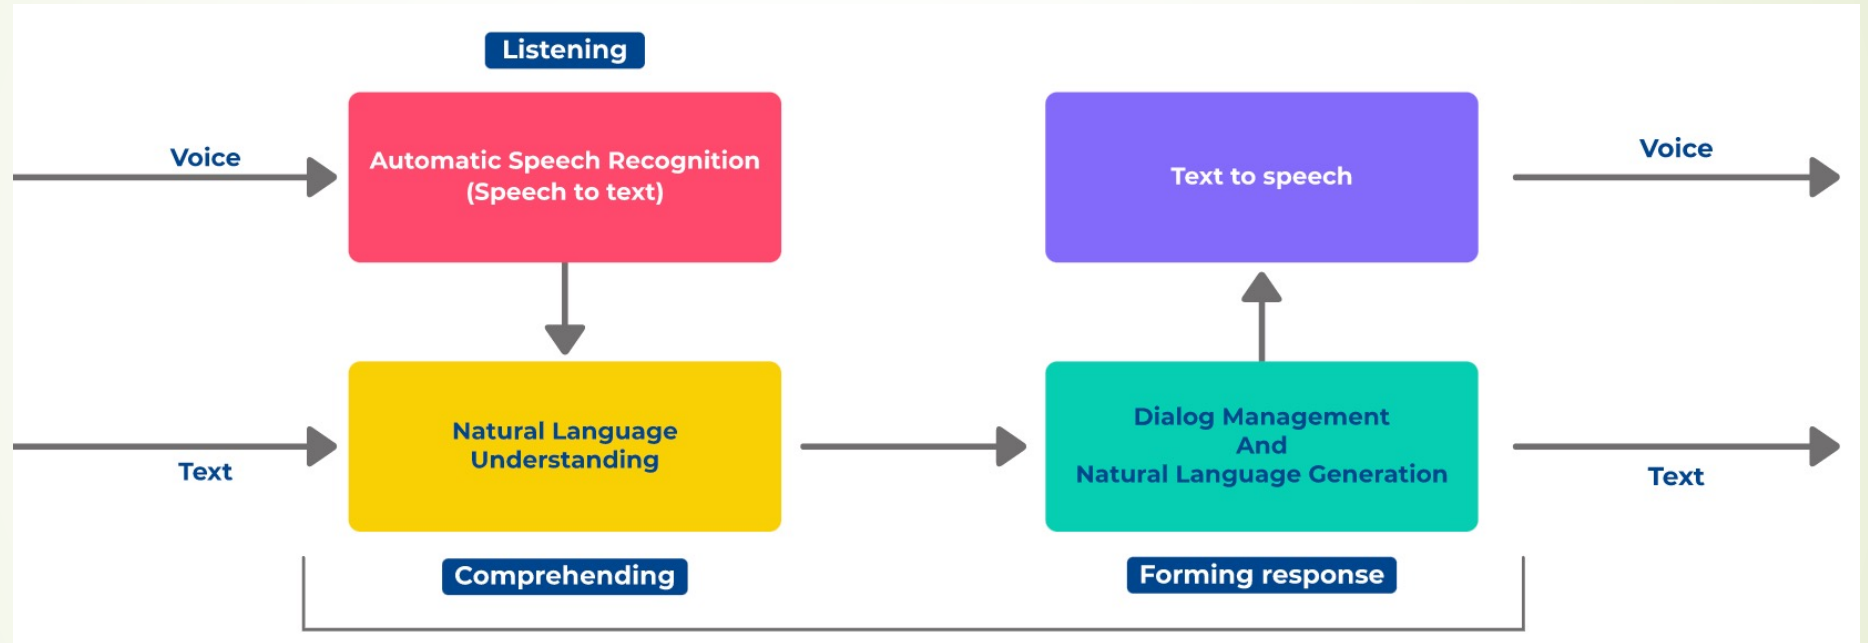 Listening
Voice
Automatic Speech Recognition
(Speech to text)
Text to speech
Voice
Text
Natural Language
Understanding
Dialog Management
And
Natural Language Generation
Text
Comprehending
Forming response